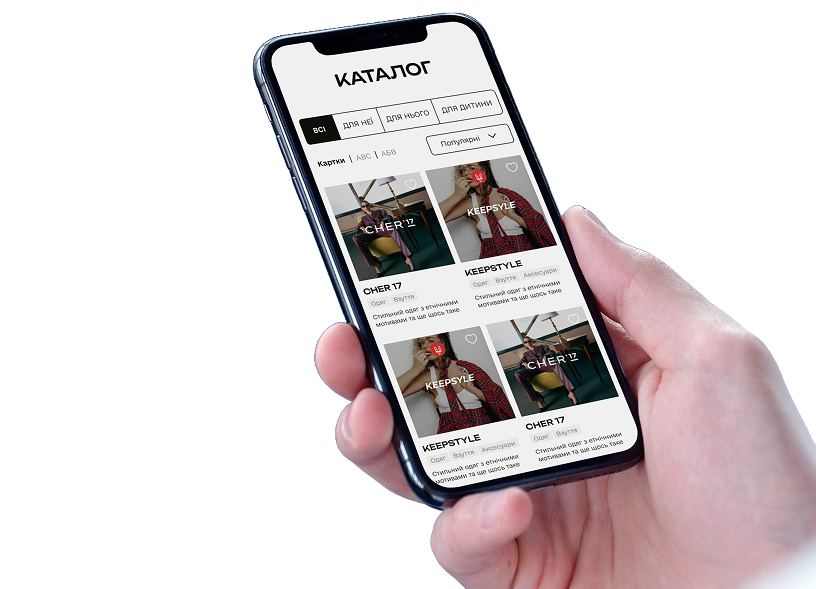 КАТАЛОГ
ВСІ ДЛЯ НЕЇ ДЛЯ НЬОГО ДЛЯ ДИТИНИ
Картки | АВС | АБВ Популярні
CHER'17
KEEPSYLE
CHER 17
Одяг Взуття
Стильний одяг з етнічними
мотивами та ще щось таке
KEEPSTYLE
Одяг Взуття Аксесуари
Стильний одяг з етнічними
мотивами та ще щось таке
KEEPSYLE
CHER'17
KEEPSTYLE
Одяг Взуття Аксесуари
Стильний одяг з етнічними
мотивами та ще щось таке
CHER 17
Одяг Взуття
Стильний одяг з етнічними
мотивами та ще щось таке